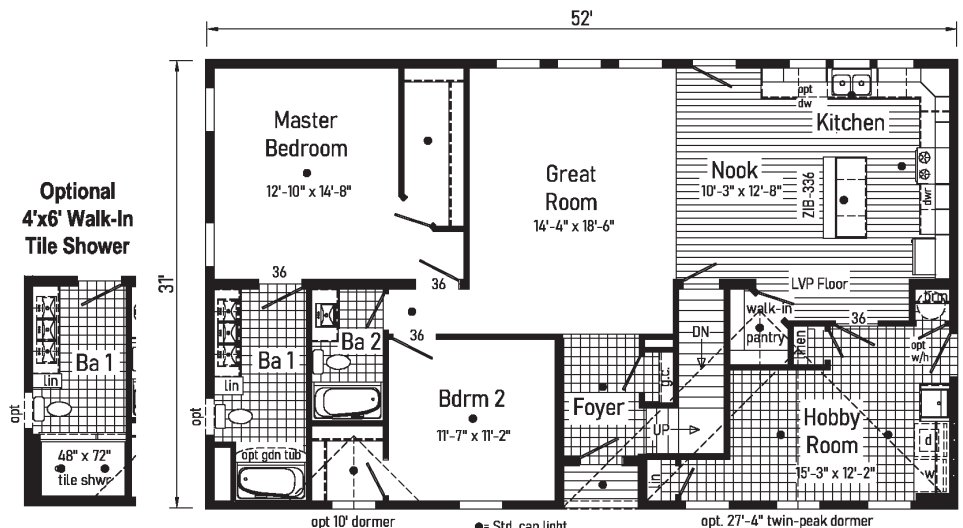 52'
31'
Optional
4'x6' Walk-In
Tile Shower
Ba 1
lin
opt
48" x 72"
tile shwr
Master
Bedroom
12'-10" x 14'-8"
36
36
36
Great
Room
14'-4" x 18'-6"
Nook
10'-3" x 12'-8"
Kitchen
opt
dw
ZIB-336
dwr
LVP Floor
Ba 1
lin
opt
opt gdn tub
Ba 2
Bdrm 2
11'-7" x 11'-2"
Foyer
g.c.
DN
UP
walk-in
pantry
linen
36
opt
w/h
Hobby
Room
15'-3" x 12'-2"
d
w
lin
opt 10' dormer
●= Std. can light
opt. 27'-4" twin-peak dormer